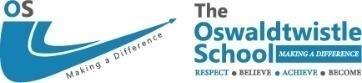 OS
Making a Difference
The
Oswaldtwistle
School
MAKING A DIFFERENCE
RESPECT • BELIEVE • ACHIEVE • BECOME